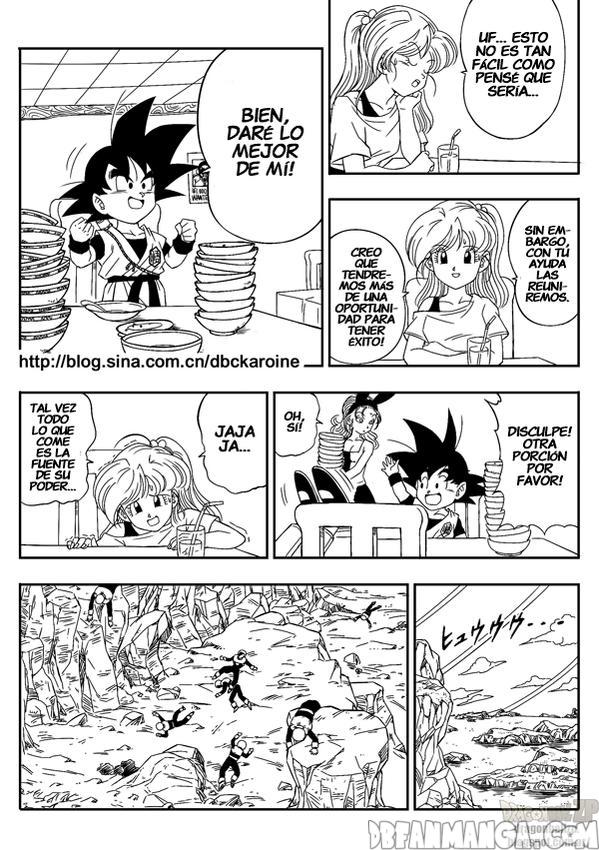 UF... ESTO
NO ES TAN
FÁCIL COMO
PENSÉ QUE
SERÍA...
BIEN,
DARÉ LO
MEJOR
DE MÍ!
SIN EM-
BARGO,
CON TU
AYUDA
LAS
REUNI-
REMOS.
CREO
QUE
TENDRE-
MOS MÁS
DE UNA
OPORTUNI-
DAD PARA
TENER
ÉXITO!
http://blog.sina.com.cn/dbckaroine
TAL VEZ
TODO
LO QUE
COME ES
LA FUENTE
DE SU
PODER...
JAJA
JA...
OH,
SÍ!
DISCULPE!
OTRA
PORCIÓN
POR
FAVOR!
ヒュウウウ...
DBFANMANGA